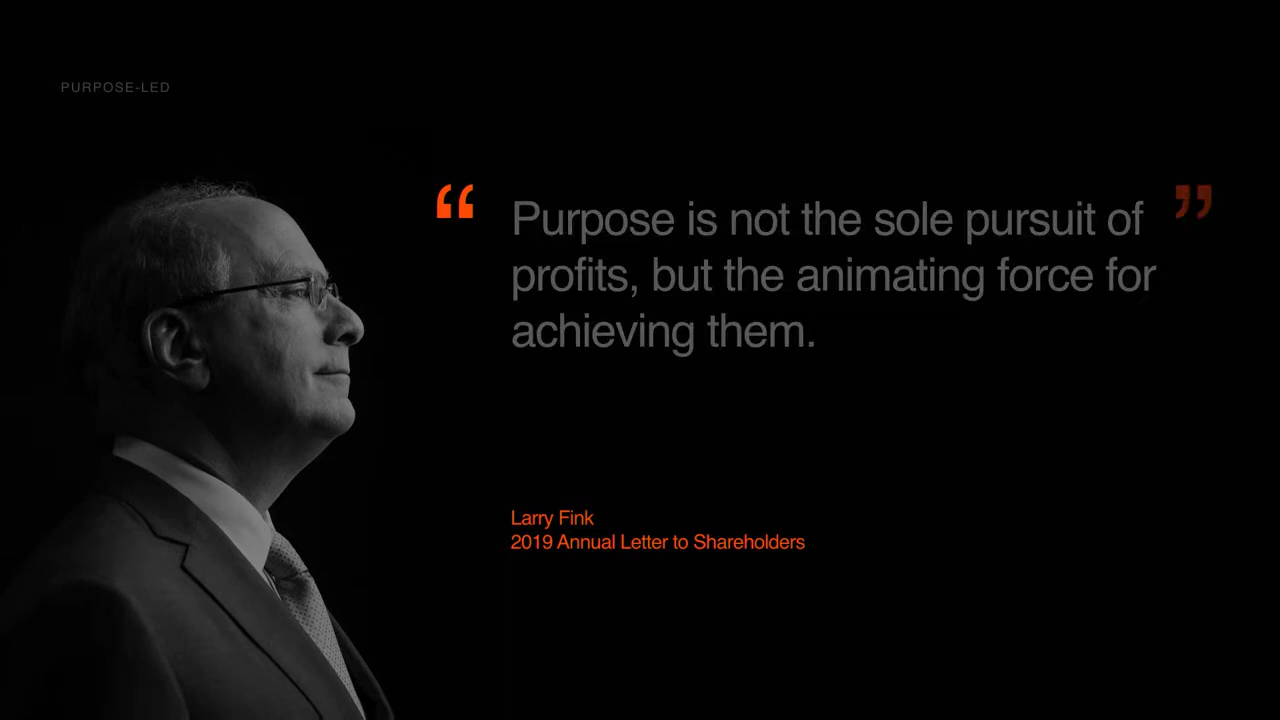 PURPOSE-LED
“ Purpose is not the sole pursuit of ”
profits, but the animating force for
achieving them.
Larry Fink
2019 Annual Letter to Shareholders